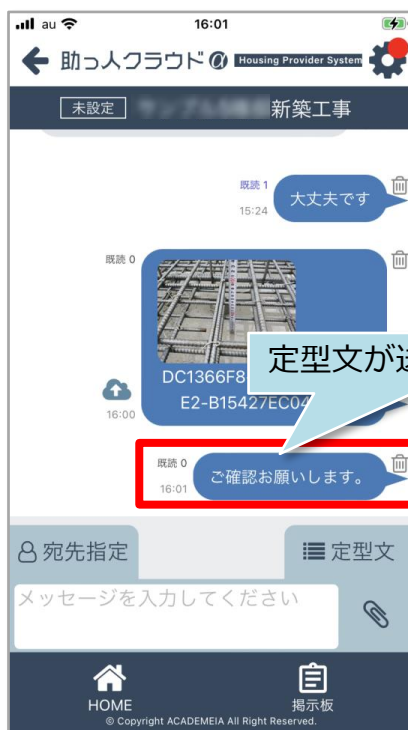 au 16:01
助っ人クラウドα Housing Provider System
未設定 新築工事
既読 1
15:24
大丈夫です
既読 0
DC1366F8
E2-B15427EC04
16:00
定型文が
既読 0
16:01
ご確認お願いします。
宛先指定 定型文
メッセージを入力してください
HOME 掲示板
© Copyright ACADEMEIA All Right Reserved.